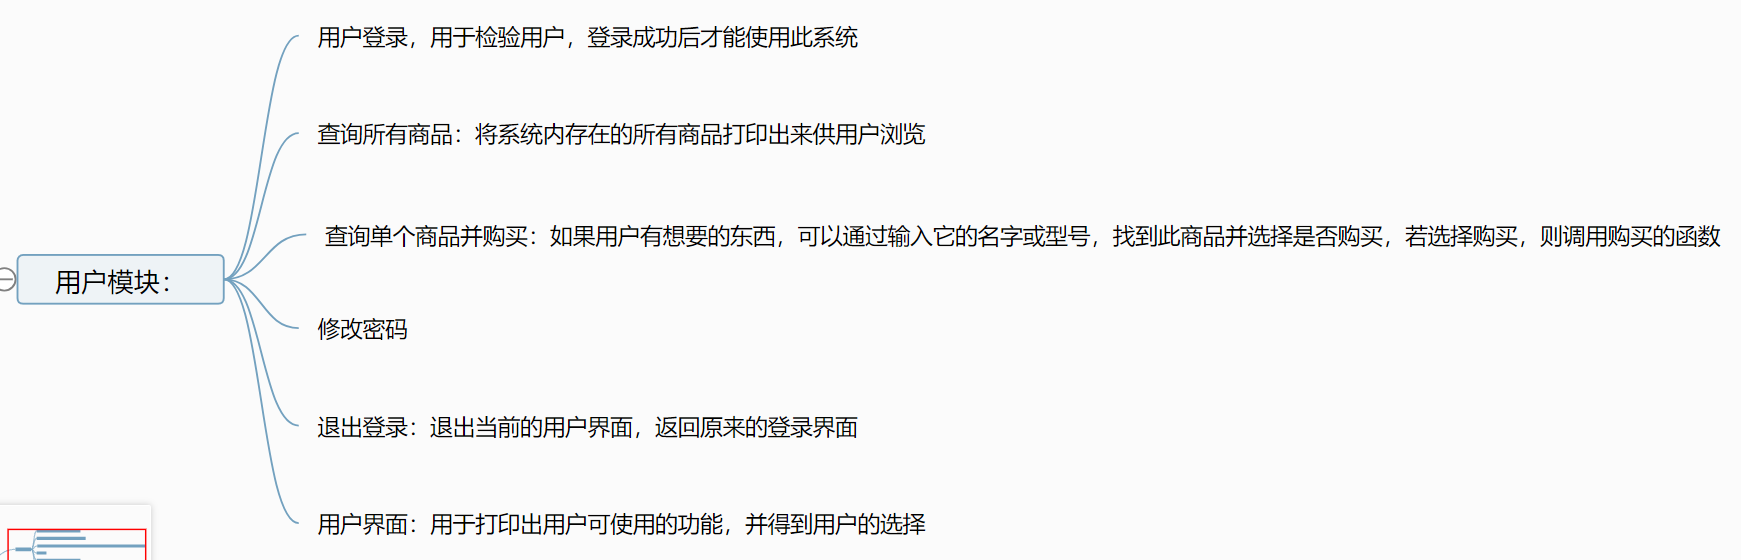 用户登录，用于检验用户，登录成功后才能使用此系统
查询所有商品：将系统内存在的所有商品打印出来供用户浏览
查询单个商品并购买：如果用户有想要的东西，可以通过输入它的名字或型号，找到此商品并选择是否购买，若选择购买，则调用购买的函数
用户模块：
修改密码
退出登录：退出当前的用户界面，返回原来的登录界面
用户界面：用于打印出用户可使用的功能，并得到用户的选择